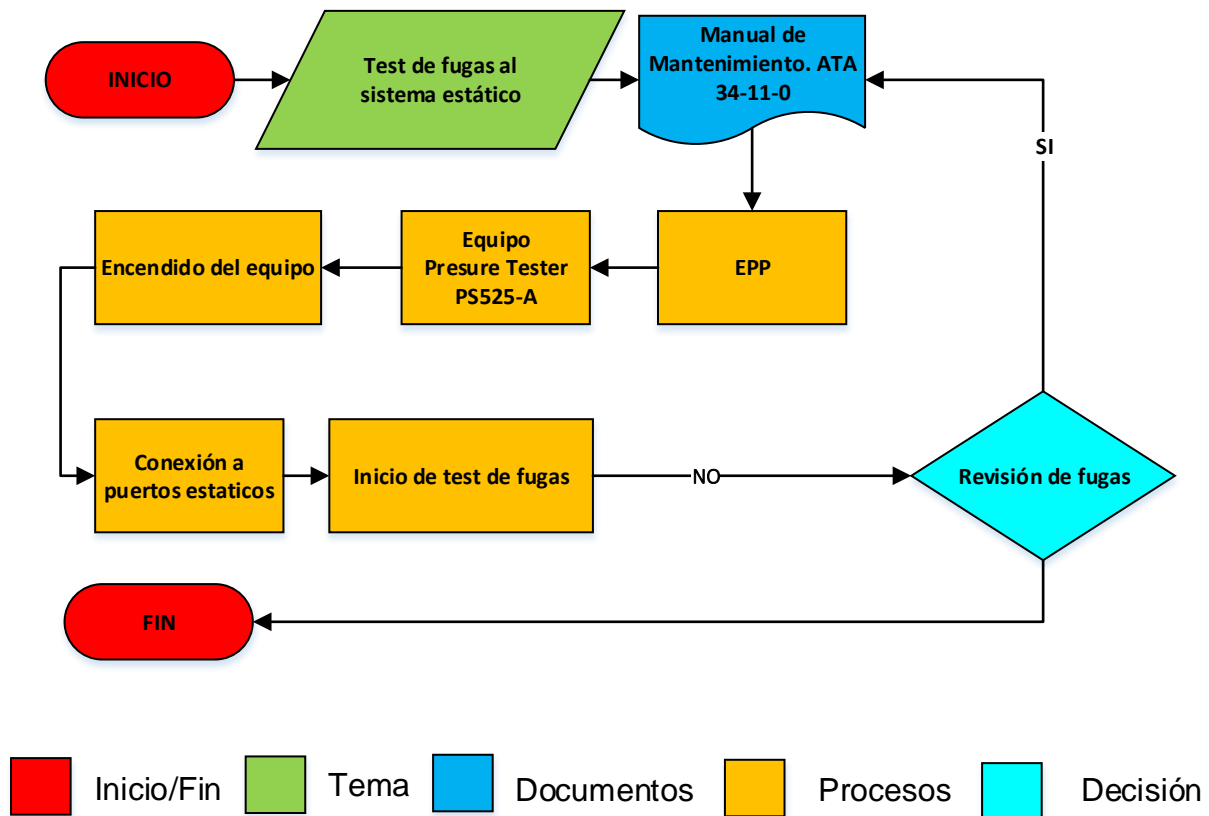 INICIO
Test de fugas al
sistema estático
Manual de
Mantenimiento. ATA
34-11-0
SI
Encendido del equipo
Equipo
Presure Tester
PS525-A
EPP
Conexión a
puertos estaticos
Inicio de test de fugas
NO
Revisión de fugas
FIN
Inicio/Fin
Tema
Documentos
Procesos
Decisión